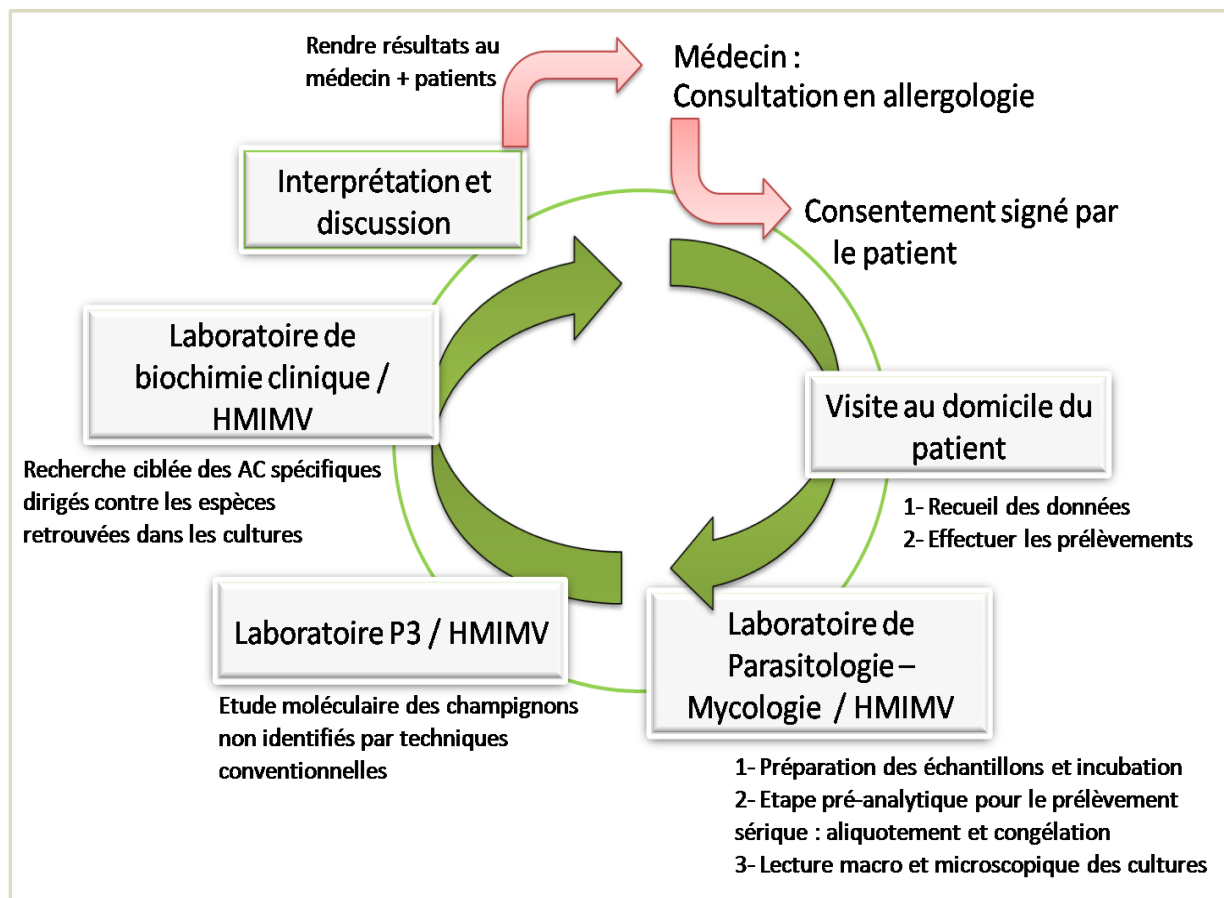 Rendre résultats au
médecin + patients
Médecin :
Consultation en allergologie
Consentement signé par
le patient
Visite au domicile du
patient
1- Recueil des données
2- Effectuer les prélèvements
Laboratoire de
Parasitologie –
Mycologie / HMIMV
1- Préparation des échantillons et incubation
2- Etape pré-analytique pour le prélèvement
sérique : aliquotement et congélation
3- Lecture macro et microscopique des cultures
Laboratoire P3 / HMIMV
Etude moléculaire des champignons
non identifiés par techniques
conventionnelles
Laboratoire de
biochimie clinique /
HMIMV
Recherche ciblée des AC spécifiques
dirigés contre les espèces
retrouvées dans les cultures
Interprétation et
discussion